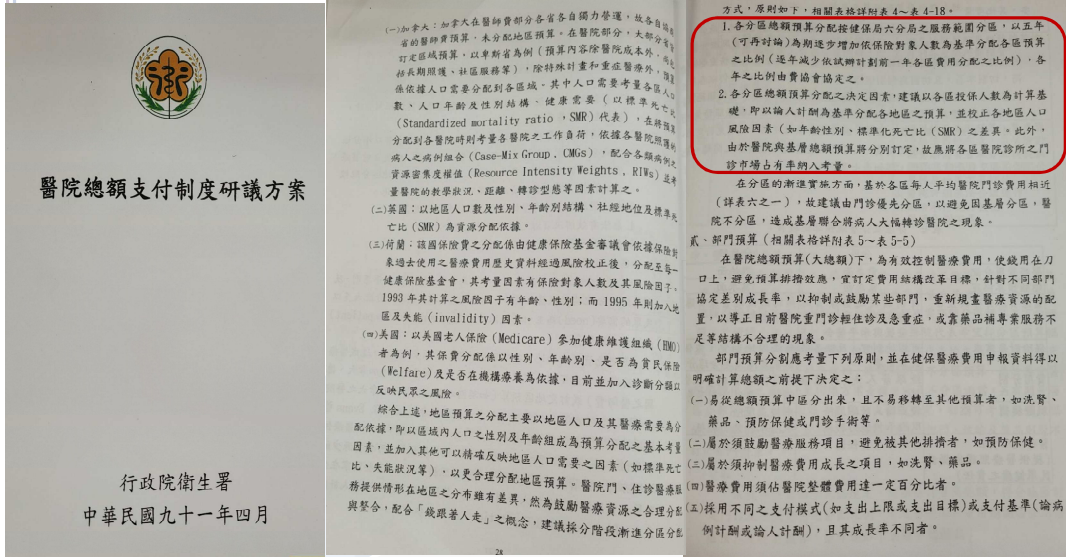 醫院總額支付制度研議方案
行政院衛生署
中華民國九十一年四月
(一)加拿大：加拿大在醫師費部分各省各自獨力營運，故各自編
省的醫師費預算，未分配地區預算。在醫院部分，大部分省
訂定區域預算。以卑斯省為例（預算內容除醫院成本外，
括長期照護、社區服務等），除特殊計畫和重症醫療外，預算
係依據人口需要分配到各區域。其中人口需要考量各區人口
數、人口年齡及性別結構、健康需要（以標準死亡比
(Standardized mortality ratio ，SMR) 代表），在將預算
分配到各醫院時則考量各醫院之工作負荷，依據各醫院照護的
病人之病例組合 (Case-Mix Group，CMGs)，配合各類病例之
資源密集度權值 (Resource Intensity Weights，RIWs) 並考
量醫院的教學狀況、距離、轉診型態等因素計算之。
(二)英國：以地區人口數及性別、年齡別結構、社經地位及標準死
亡比 (SMR) 為資源分配依據。
(三)荷蘭：該國保險費之分配係由健康保險基金審議會依據保險對
象過去使用之醫療費用歷史資料經過風險校正後，分配至每一
健康保險基金會，其考量因素有保險對象人數及其風險因子。
1993 年其計算之風險因子有年齡、性別；而 1995 年則加入地
區及失能 (invalidity) 因素。
(四)美國：以美國老人保險 (Medicare) 參加健康維護組織 (HMO)
者為例，其保費分配係以性別、年齡別、是否為貧民保險
(Welfare) 及是否在機構療養為依據，目前並加入診斷分類以
反映民眾之風險。
綜合上述，地區預算之分配主要以地區人口及其醫療需要為分
配依據，即以區域內人口之性別及年齡組成為預算分配之基本考量
因素，並加入其他可以精確反映地區人口需要之因素（如標準死亡
比、失能狀況等），以更合理分配地區預算。醫院門、住診醫療服
務提供情形在地區之分布雖有差異，然為鼓勵醫療資源之合理分配
與整合，配合「錢跟著人走」之概念，建議採分階段漸進分區分配
28
方式，原則如下，相關表格詳附表 4～表 4-18。
1. 各分區總額預算分配按健保局六分局之服務範圍分區，以五年
(可再討論)為期逐步增加依保險對象人數為基準分配各區預算
之比例（逐年減少依試辦計劃前一年各區費用分配之比例），各
年之比例由費協會協定之。
2. 各分區總額預算分配之決定因素，建議以各區投保人數為計算基
礎，即以論人計酬為基準分配各地區之預算，並校正各地區人口
風險因素（如年齡性別、標準化死亡比 (SMR) 之差異。此外，
由於醫院與基層總額預算將分別訂定，故應將各區醫院診所之門
診市場占有率納入考量。
在分區的漸進實施方面，基於各區每人平均醫院門診費用相近
（詳表六之一），故建議由門診優先分區，以避免因基層分區，醫
院不分區，造成基層聯合將病人大幅轉診醫院之現象。
貳、部門預算（相關表格詳附表 5～表 5-5）
在醫院總額預算(大總額)下，為有效控制醫療費用，使錢用在刀
口上，避免預算排擠效應，宜訂定費用結構改革目標，針對不同部門
協定差別成長率，以抑制或鼓勵某些部門，重新規畫醫療資源的配
置，以導正目前醫院重門診輕住診及急重症，或靠藥品補專業服務不
足等結構不合理的現象。
部門預算分割應考量下列原則，並在健保醫療費用申報資料得以
明確計算總額之前提下決定之：
(一)易從總額預算中區分出來，且不易移轉至其他預算者，如洗腎、
藥品、預防保健或門診手術等。
(二)屬於須鼓勵醫療服務項目，避免被其他排擠者，如預防保健。
(三)屬於須抑制醫療費用成長之項目，如洗腎、藥品。
(四)醫療費用須佔醫院整體費用達一定百分比者。
(五)採用不同之支付模式（如支出上限或支出目標）或支付基準（論病
例計酬或論人計酬），且其成長率不同者。